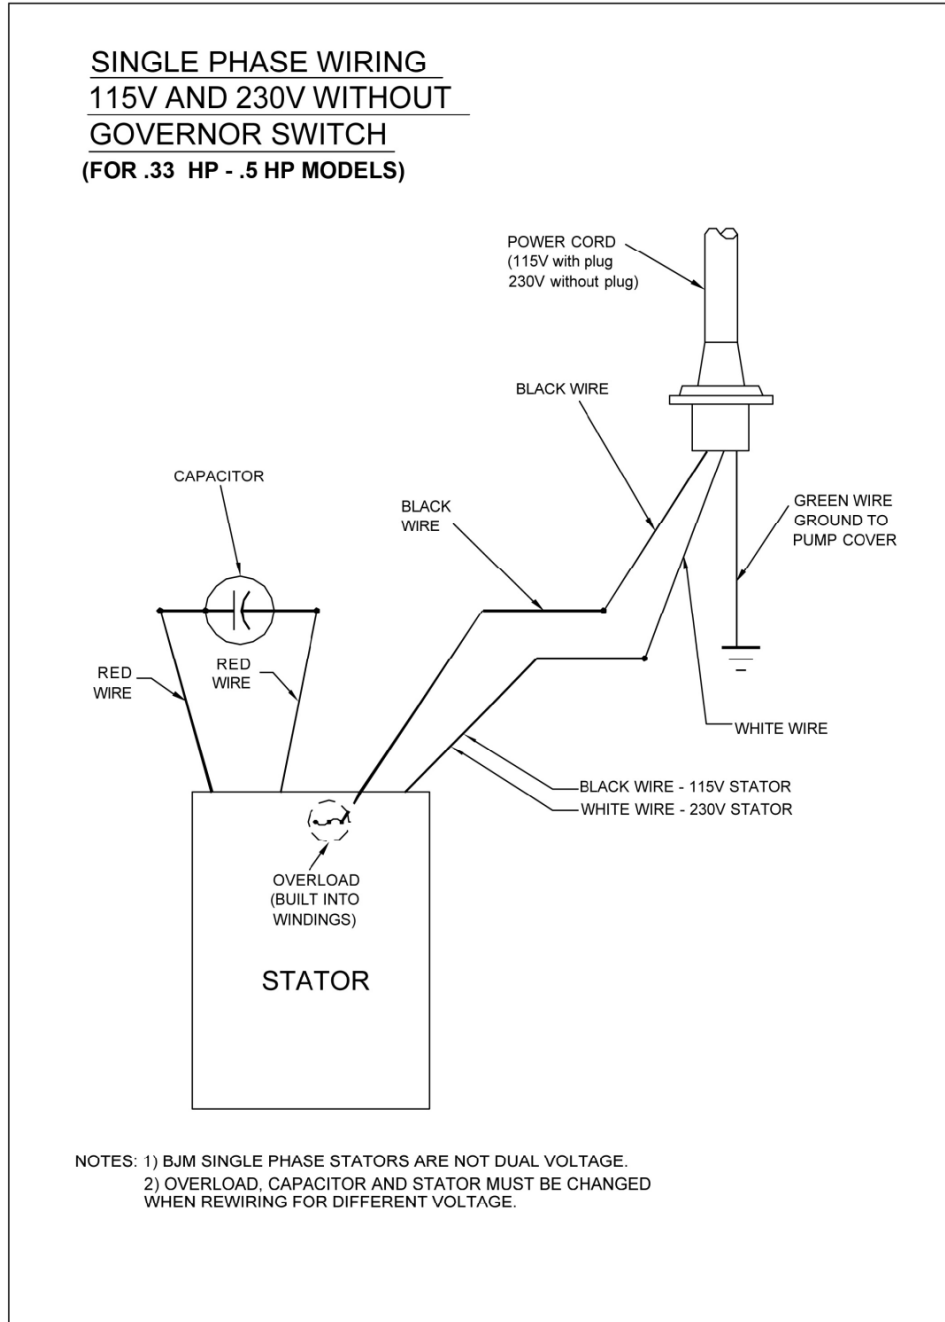 SINGLE PHASE WIRING
115V AND 230V WITHOUT
GOVERNOR SWITCH
(FOR .33 HP - .5 HP MODELS)
POWER CORD
(115V with plug
230V without plug)
BLACK WIRE
CAPACITOR
BLACK
WIRE
GREEN WIRE
GROUND TO
PUMP COVER
RED
WIRE
RED
WIRE
WHITE WIRE
BLACK WIRE - 115V STATOR
WHITE WIRE - 230V STATOR
OVERLOAD
(BUILT INTO
WINDINGS)
STATOR
NOTES: 1) BJM SINGLE PHASE STATORS ARE NOT DUAL VOLTAGE.
2) OVERLOAD, CAPACITOR AND STATOR MUST BE CHANGED
WHEN REWIRING FOR DIFFERENT VOLTAGE.